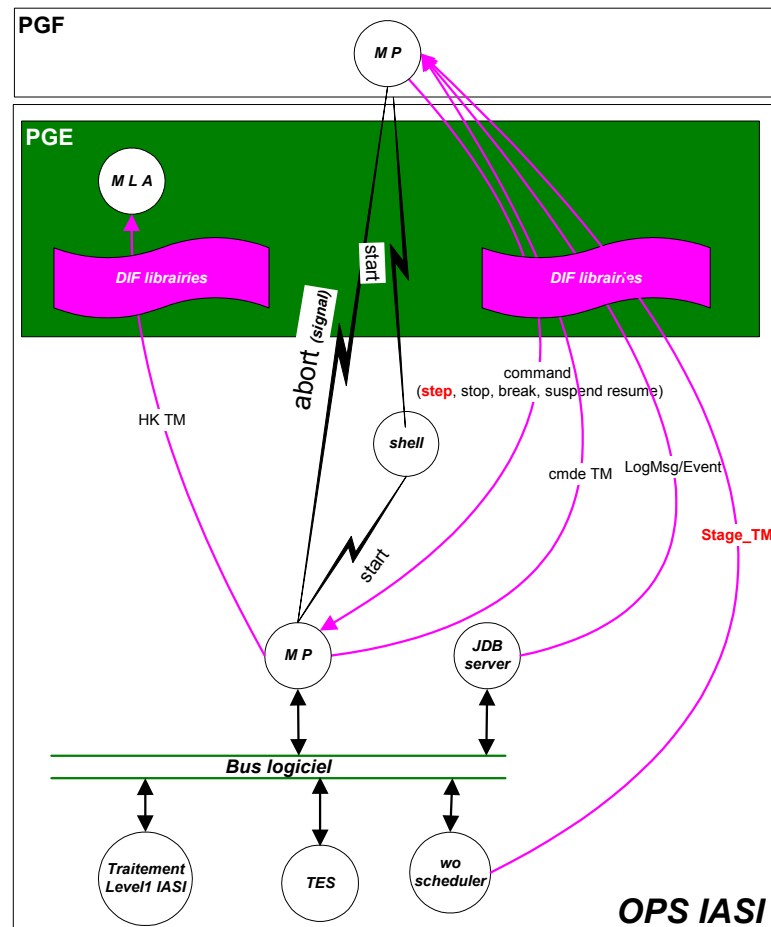 PGF
M P
PGE
M L A
start
DIF librairies
DIF librairies
abort (signal)
command
(step, stop, break, suspend resume)
HK TM
shell
cmde TM
LogMsg/Event
Stage_TM
start
M P
JDB
server
Bus logiciel
Traitement
Level1 IASI
TES
wo
scheduler
OPS IASI